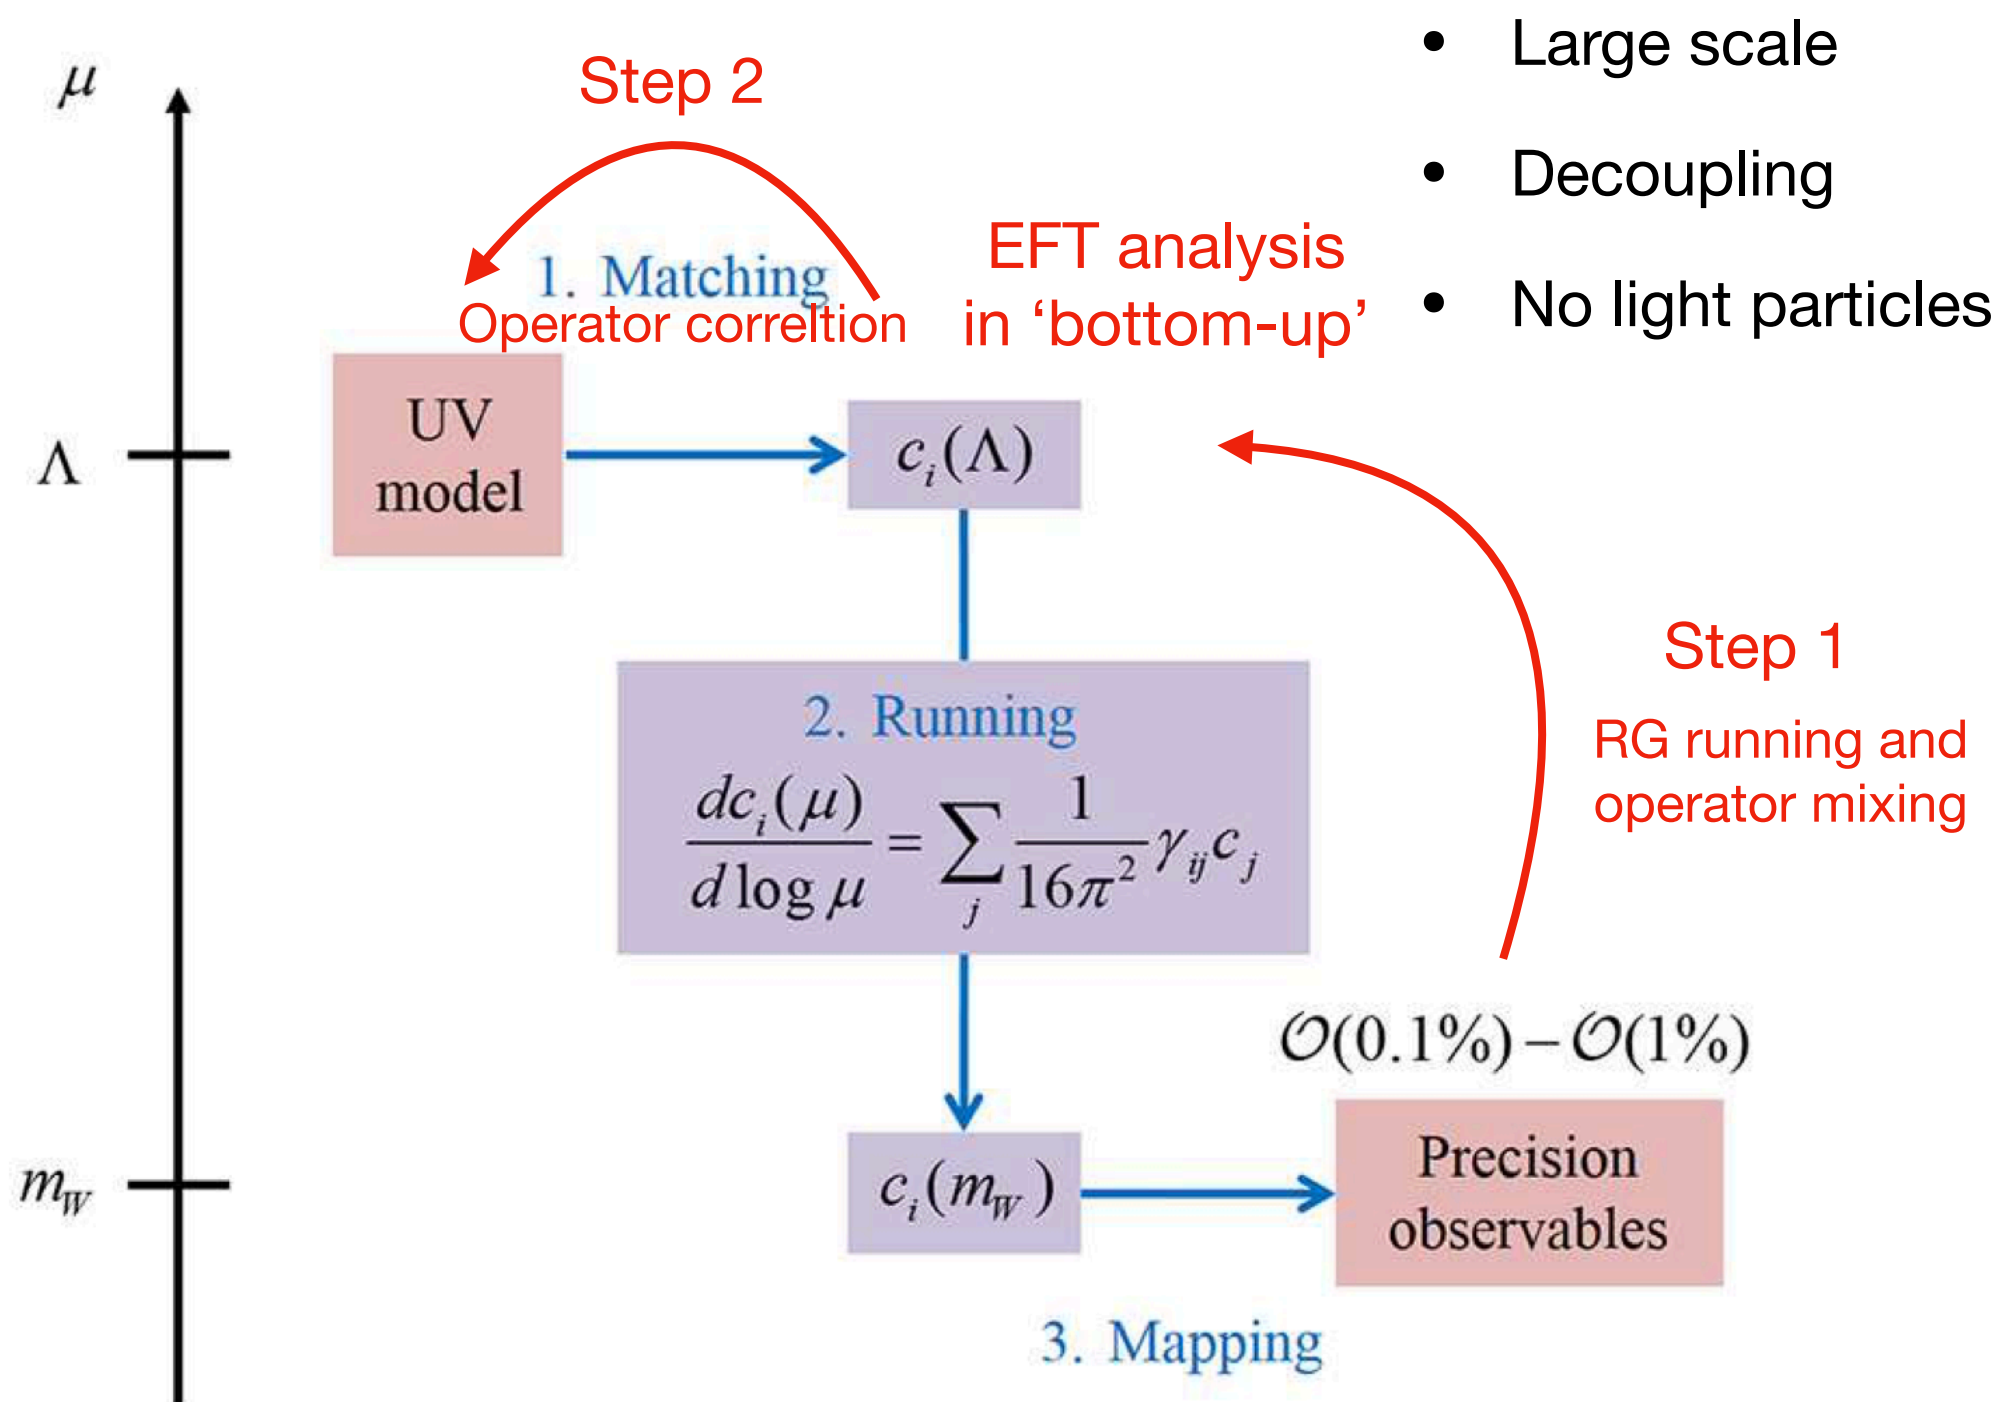 μ
Step 2
• Large scale
• Decoupling
• No light particles
1. Matching
Operator correltion
EFT analysis
in ‘bottom-up’
Λ
UV
model
c_i(Λ)
Step 1
RG running and
operator mixing
2. Running
dc_i(μ)/d log μ = ∑_j 1/16π² γ_ij c_j
𝒪(0.1%) – 𝒪(1%)
m_W
c_i(m_W)
Precision
observables
3. Mapping